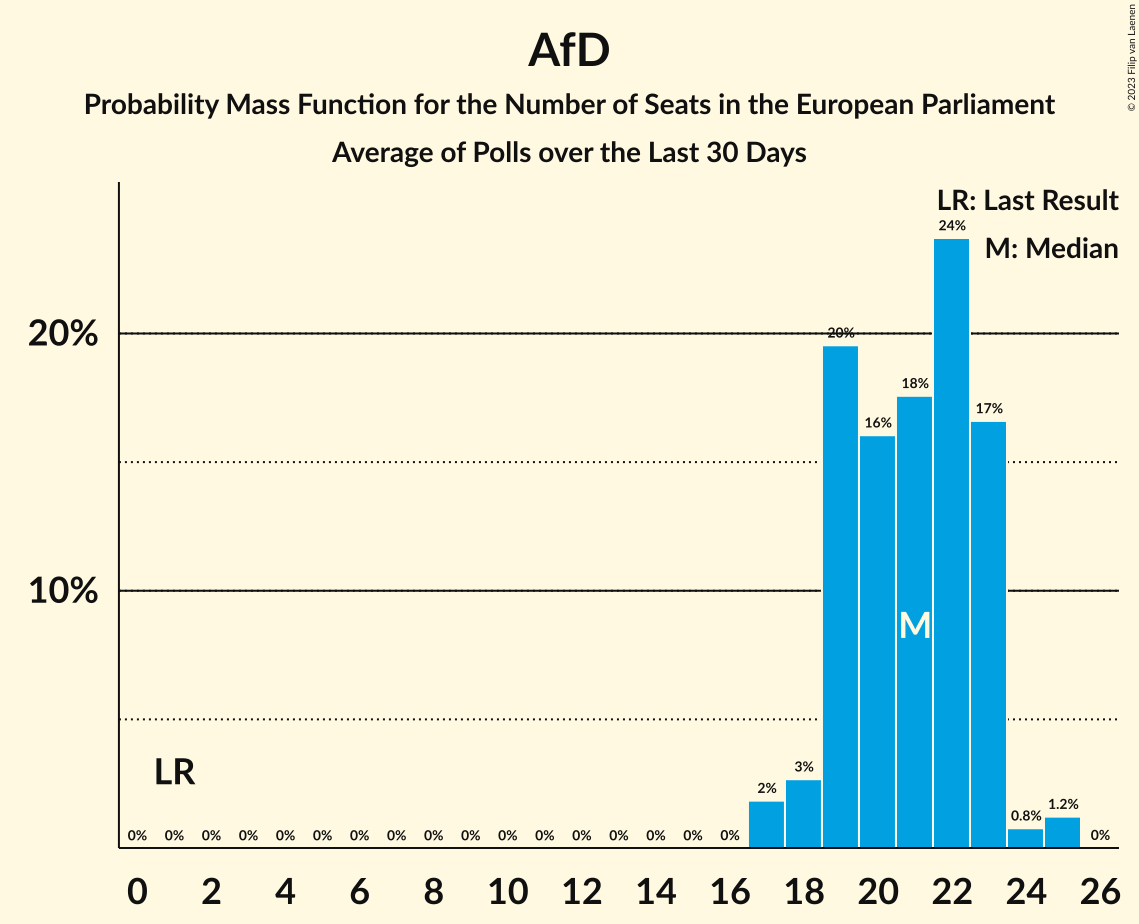 AfD
Probability Mass Function for the Number of Seats in the European Parliament
Average of Polls over the Last 30 Days
© 2023 Filip van Laenen
LR: Last Result
M: Median
20%
10%
24%
20%
18%
17%
16%
M
LR
3%
2%
1.2%
0.8%
0% 0% 0% 0% 0% 0% 0% 0% 0% 0% 0% 0% 0% 0% 0% 0% 0% 0%
0 2 4 6 8 10 12 14 16 18 20 22 24 26